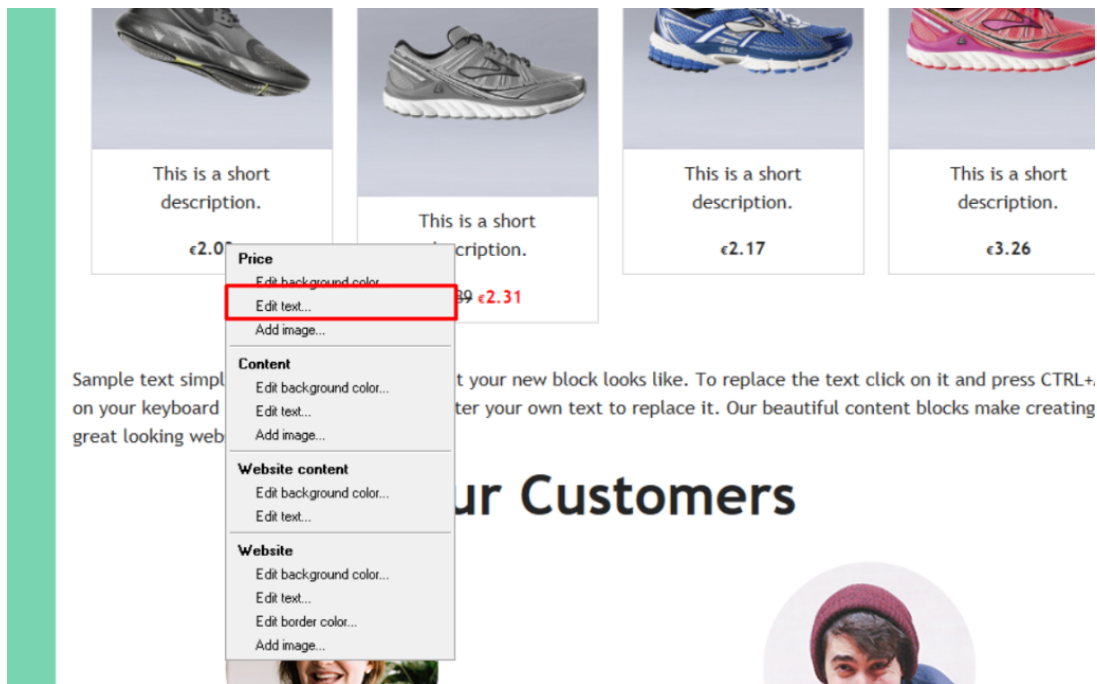 This is a short
description.
€2.0
This is a short
cription.
89 €2.31
This is a short
description.
€2.17
This is a short
description.
€3.26
Price
Edit background color...
Edit text...
Add image...
Content
Edit background color...
Edit text...
Add image...
Website content
Edit background color...
Edit text...
Website
Edit background color...
Edit text...
Edit border color...
Add image...
Sample text simpl t your new block looks like. To replace the text click on it and press CTRL+A
on your keyboard ter your own text to replace it. Our beautiful content blocks make creating
great looking web
ur Customers